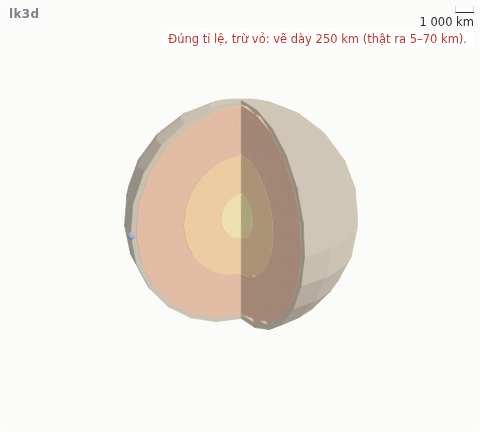 lk3d
1 000 km
Đúng tỉ lệ, trừ vỏ: vẽ dày 250 km (thật ra 5–70 km).